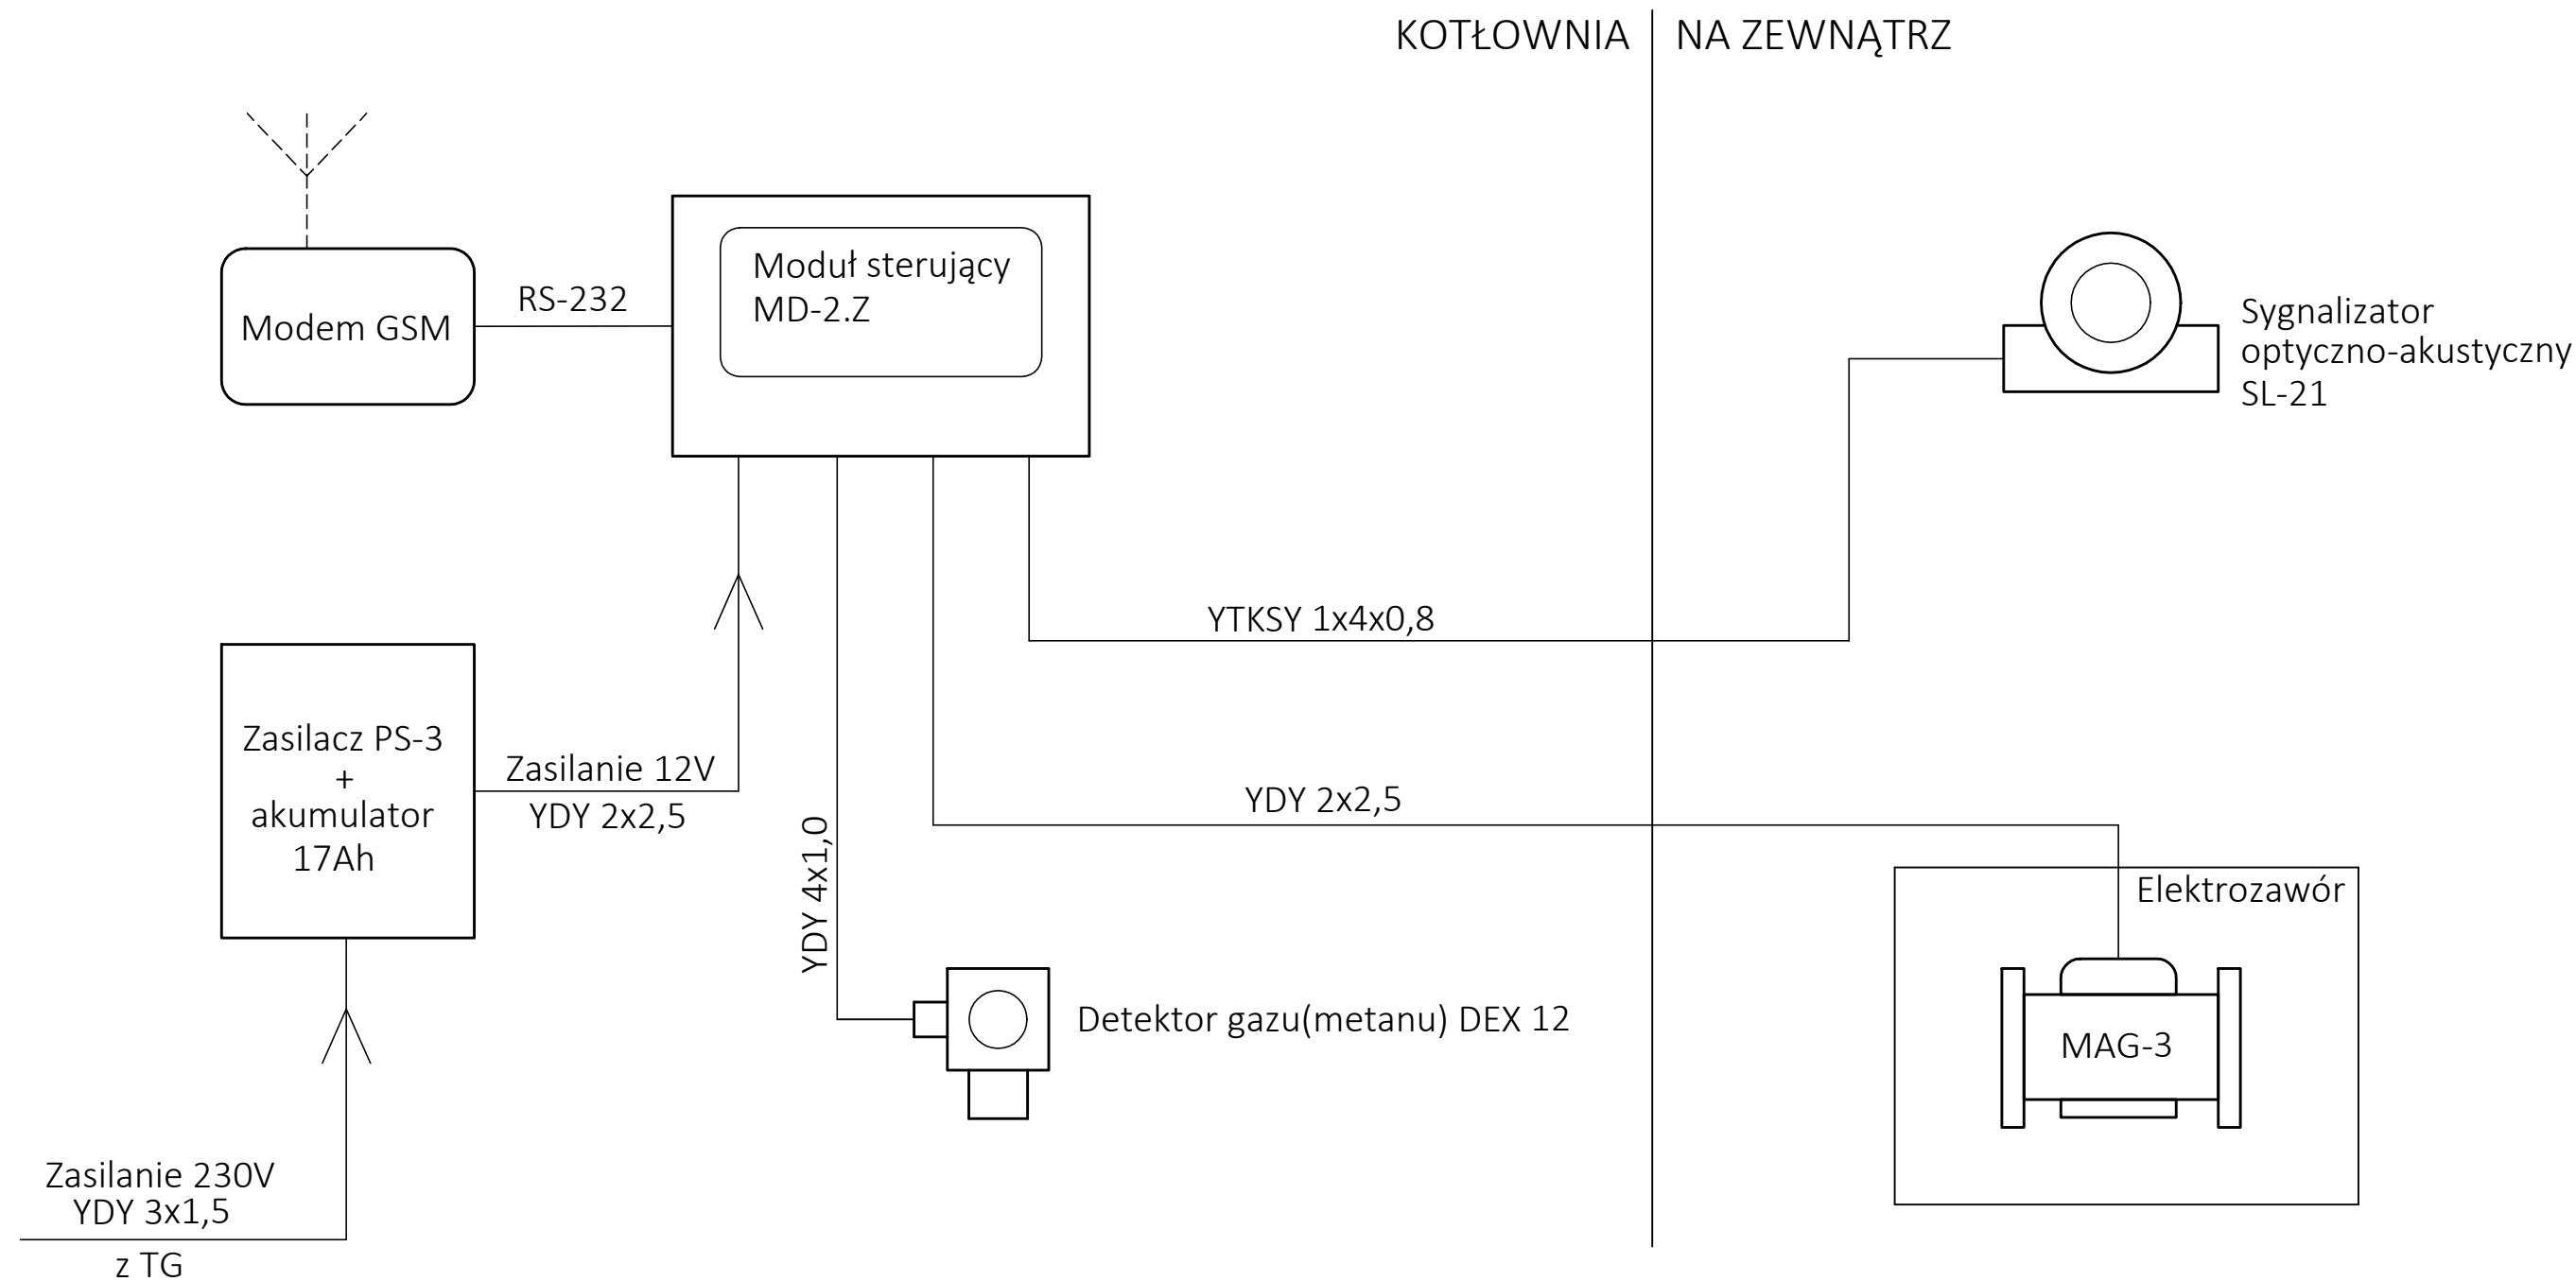 KOTŁOWNIA
NA ZEWNĄTRZ
Modem GSM
RS-232
Moduł sterujący
MD-2.Z
Sygnalizator
optyczno-akustyczny
SL-21
YTKSY 1x4x0,8
Zasilacz PS-3
+
akumulator
17Ah
Zasilanie 12V
YDY 2x2,5
YDY 4x1,0
YDY 2x2,5
Elektrozawór
MAG-3
Detektor gazu(metanu) DEX 12
Zasilanie 230V
YDY 3x1,5
z TG